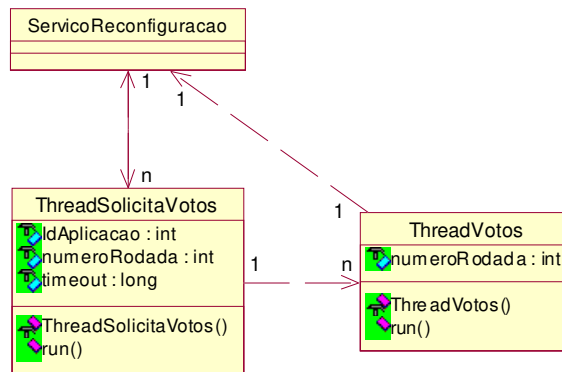 ServicoReconfiguracao
1
1
n
1
ThreadSolicitaVotos
IdAplicacao : int
numeroRodada : int
timeout : long
ThreadSolicitaVotos()
run()
1
n
ThreadVotos
numeroRodada : int
ThreadVotos()
run()